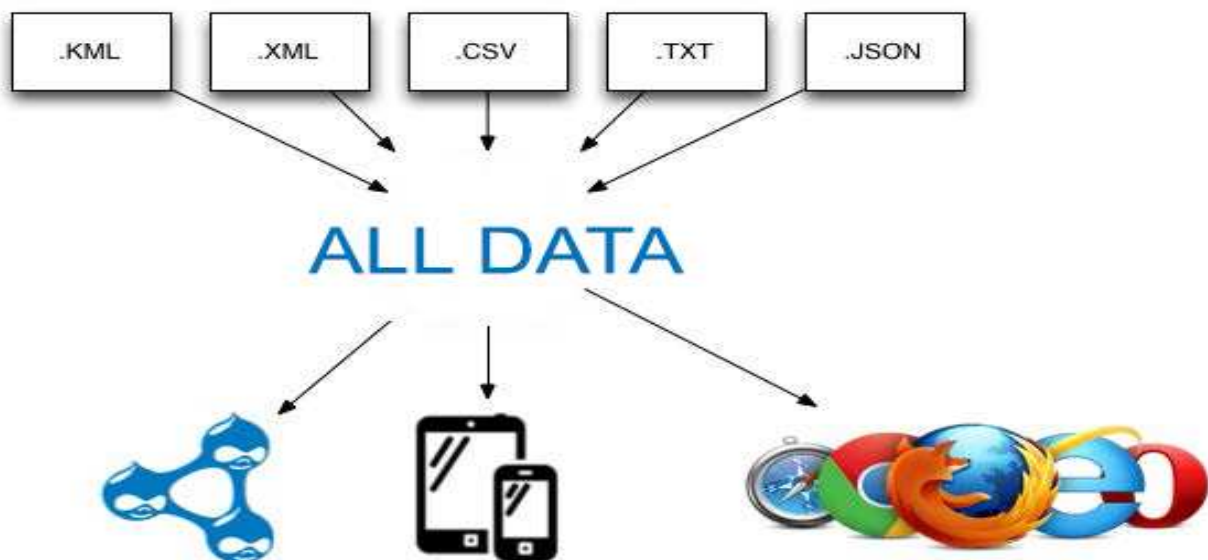 .KML
.XML
.CSV
.TXT
.JSON
ALL DATA